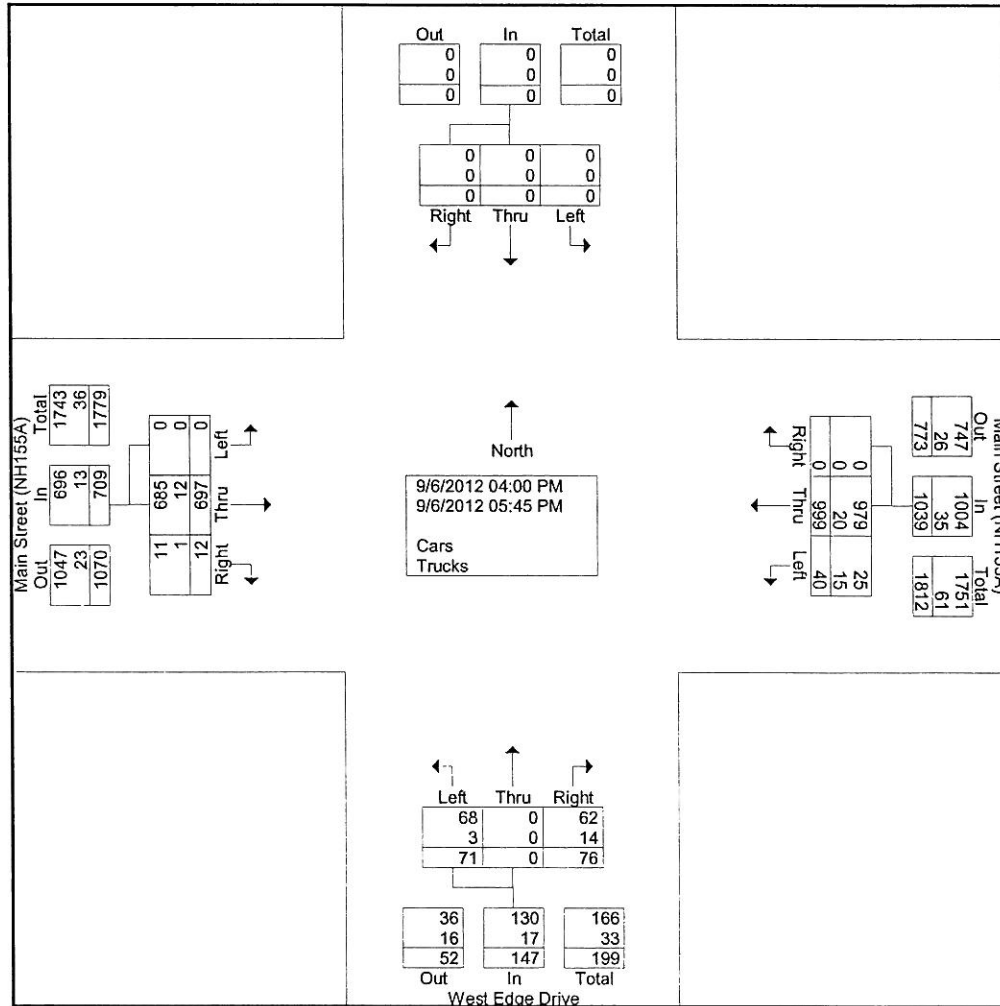 Out In Total
0 0 0
0 0 0
0 0 0
0 0 0
0 0 0
0 0 0
Right Thru Left
Main Street (NH155A)
Total
1743 36 1779
In
696 13 709
Out
1047 23 1070
0 0 0
Left
685 12 697
Thru
11 1 12
Right
North
9/6/2012 04:00 PM
9/6/2012 05:45 PM
Cars
Trucks
Right
0 0 0
Thru
999 20 979
Left
40 15 25
Out
773 26 747
In
1039 35 1004
Total
1812 61 1751
Main Street (NH155A)
Left Thru Right
68 0 62
3 0 14
71 0 76
36 130 166
16 17 33
52 147 199
Out In Total
West Edge Drive